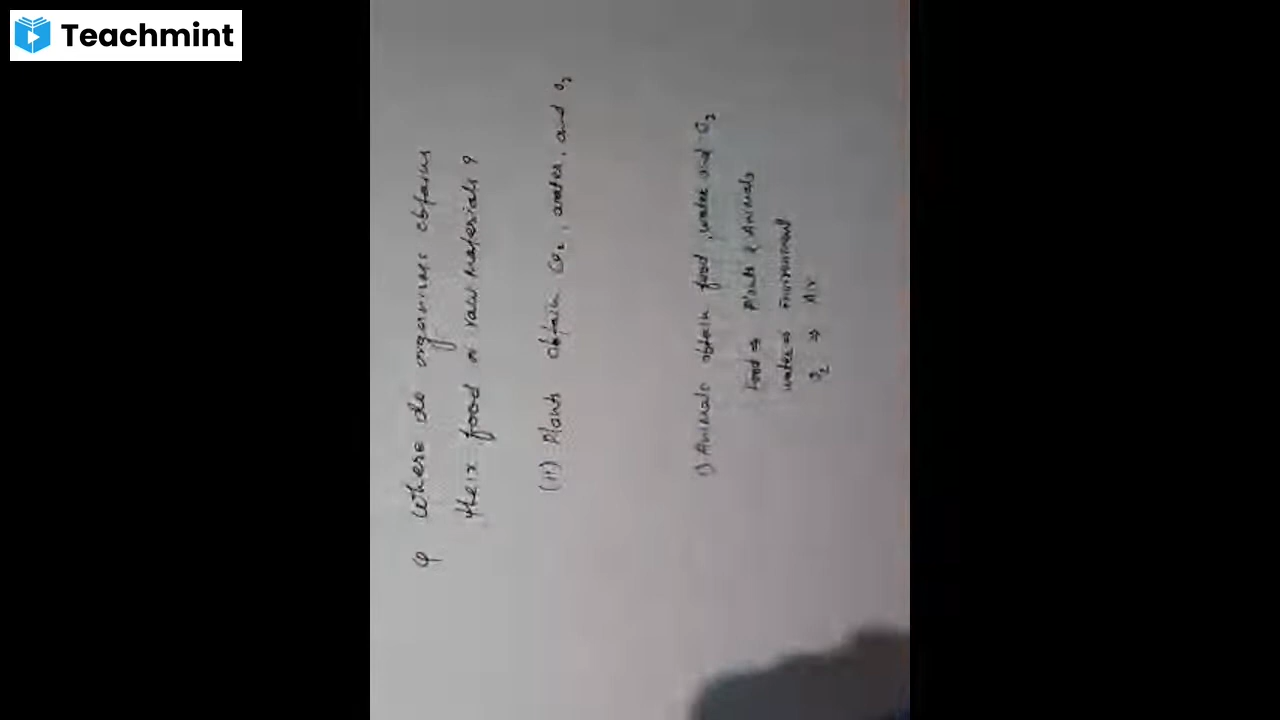 Teachmint
Q Where do organisms obtains
their food or raw materials ?
(ii) Plants obtain CO₂, water, and O₂
i) Animals obtain food, water and O₂
Food ⇒ Plants & Animals
water ⇒ Environment
O₂ ⇒ Air